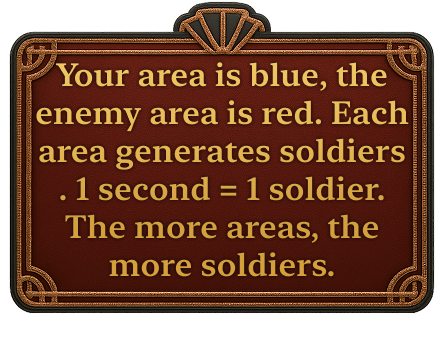 Your area is blue, the
enemy area is red. Each
area generates soldiers
. 1 second = 1 soldier.
The more areas, the
more soldiers.